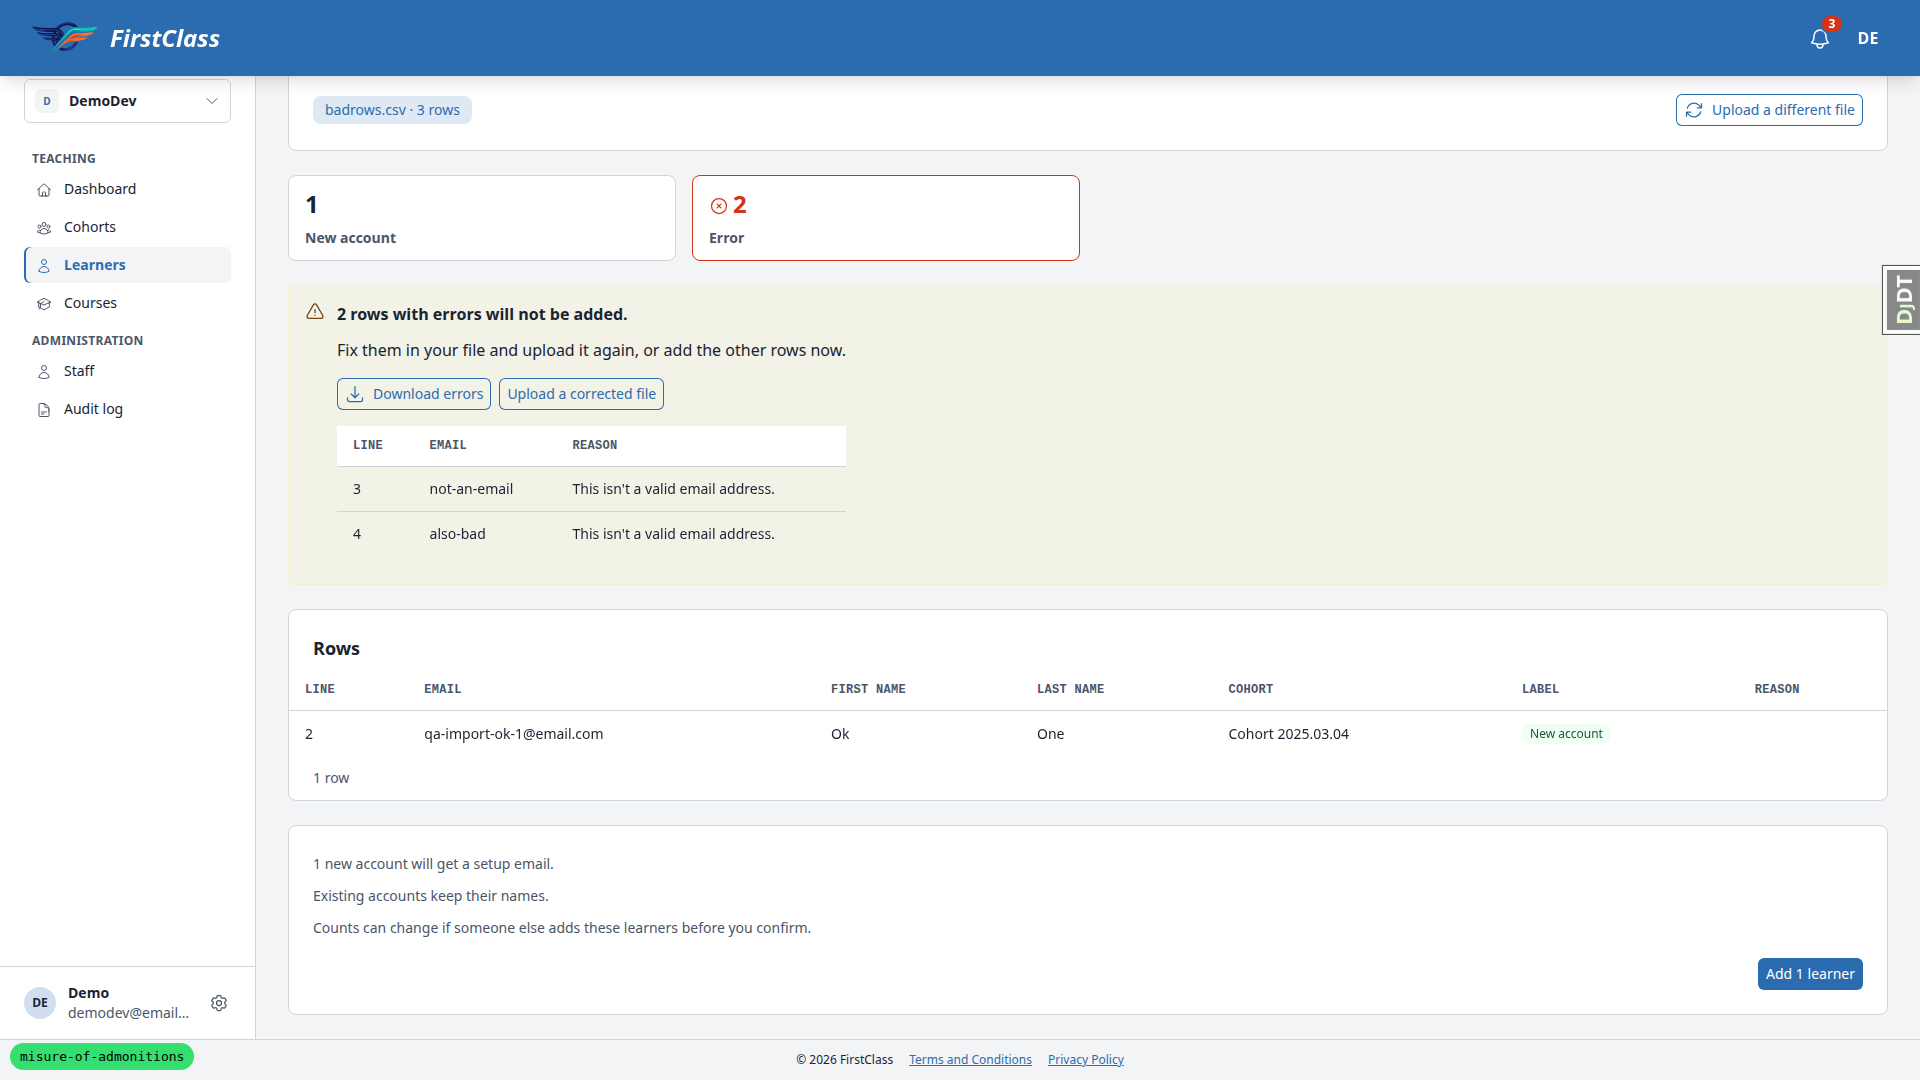 FirstClass
3
DE
D DemoDev
TEACHING
Dashboard
Cohorts
Learners
Courses
ADMINISTRATION
Staff
Audit log
DE
Demo
demodev@email...
misure-of-admonitions
badrows.csv · 3 rows
Upload a different file
1
New account
2
Error
2 rows with errors will not be added.
Fix them in your file and upload it again, or add the other rows now.
Download errors
Upload a corrected file
LINE EMAIL REASON
3 not-an-email This isn't a valid email address.
4 also-bad This isn't a valid email address.
Rows
LINE EMAIL FIRST NAME LAST NAME COHORT LABEL REASON
2 qa-import-ok-1@email.com Ok One Cohort 2025.03.04 New account
1 row
1 new account will get a setup email.
Existing accounts keep their names.
Counts can change if someone else adds these learners before you confirm.
Add 1 learner
DjDT
© 2026 FirstClass Terms and Conditions Privacy Policy